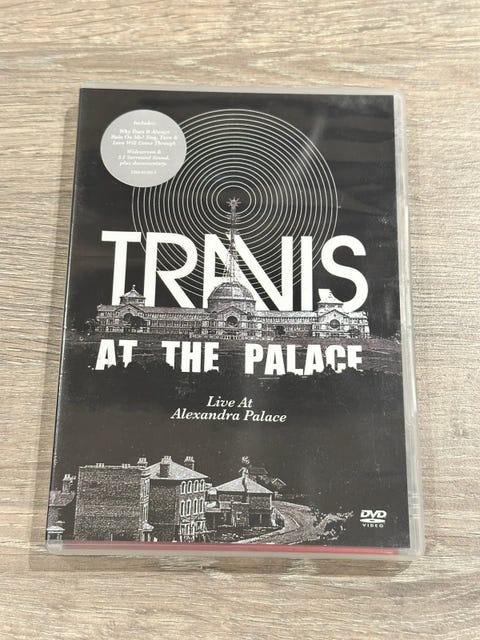 Includes:
Why Does It Always
Rain On Me? Sing, Turn &
Love Will Come Through
Widescreen &
5.1 Surround Sound,
plus documentary.
TRAVIS
AT THE PALACE
Live At
Alexandra Palace
DVD
VIDEO